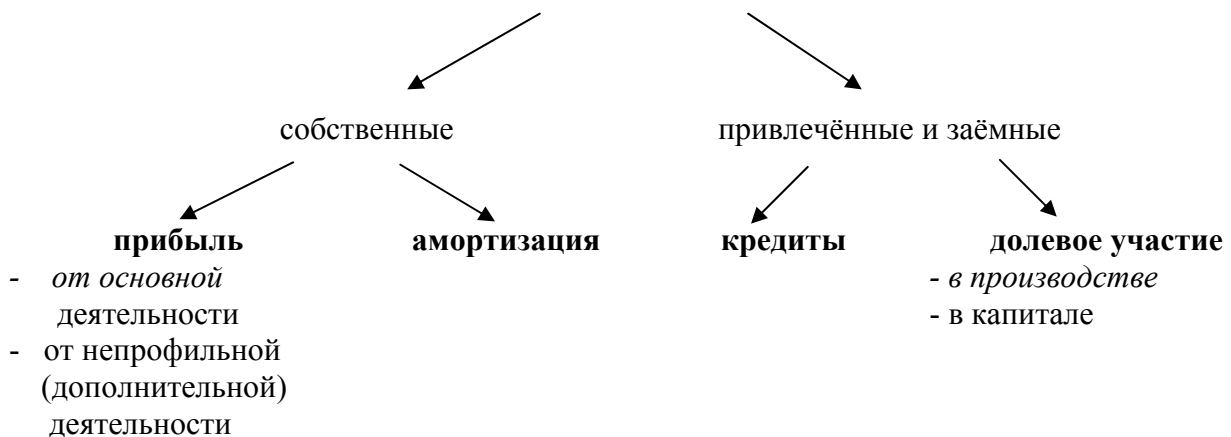 собственные привлечённые и заёмные
прибыль амортизация кредиты долевое участие
- от основной - в производстве
деятельности - в капитале
- от непрофильной
(дополнительной)
деятельности